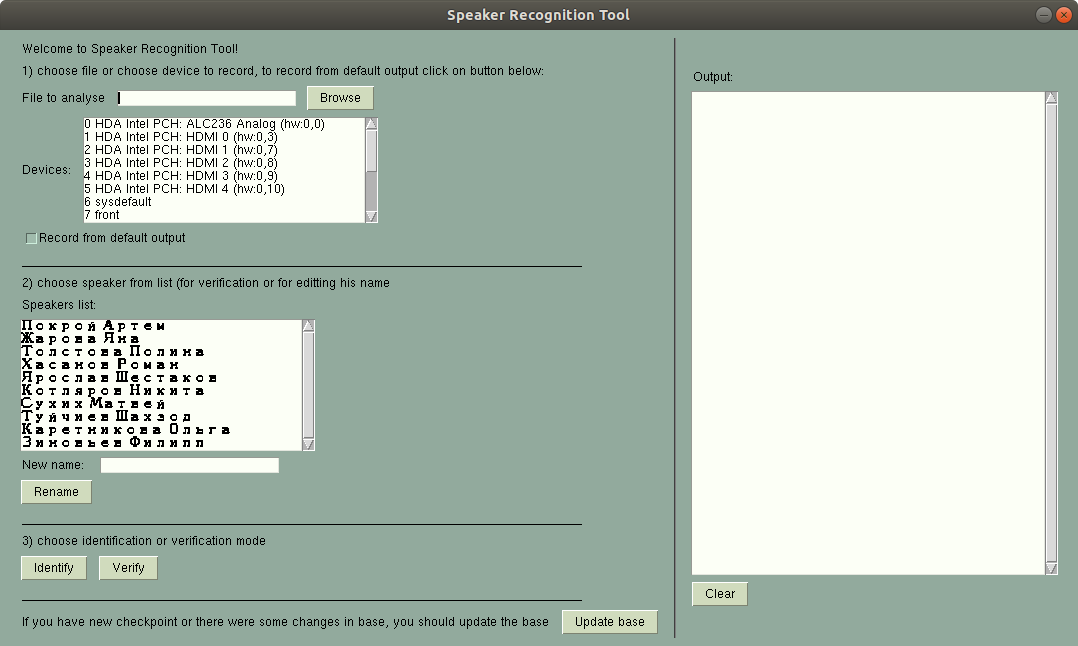 Speaker Recognition Tool
Welcome to Speaker Recognition Tool!
1) choose file or choose device to record, to record from default output click on button below:
File to analyse
Browse
Devices:
0 HDA Intel PCH: ALC236 Analog (hw:0,0)
1 HDA Intel PCH: HDMI 0 (hw:0,3)
2 HDA Intel PCH: HDMI 1 (hw:0,7)
3 HDA Intel PCH: HDMI 2 (hw:0,8)
4 HDA Intel PCH: HDMI 3 (hw:0,9)
5 HDA Intel PCH: HDMI 4 (hw:0,10)
6 sysdefault
7 front
Record from default output
2) choose speaker from list (for verification or for editting his name
Speakers list:
Покрой Артем
Жарова Яна
Толстова Полина
Хасанов Роман
Ярослав Шестаков
Котляров Никита
Сухих Матвей
Туйчиев Шахзод
Каретникова Ольга
Зиновьев Филипп
New name:
Rename
3) choose identification or verification mode
Identify
Verify
If you have new checkpoint or there were some changes in base, you should update the base
Update base
Output:
Clear